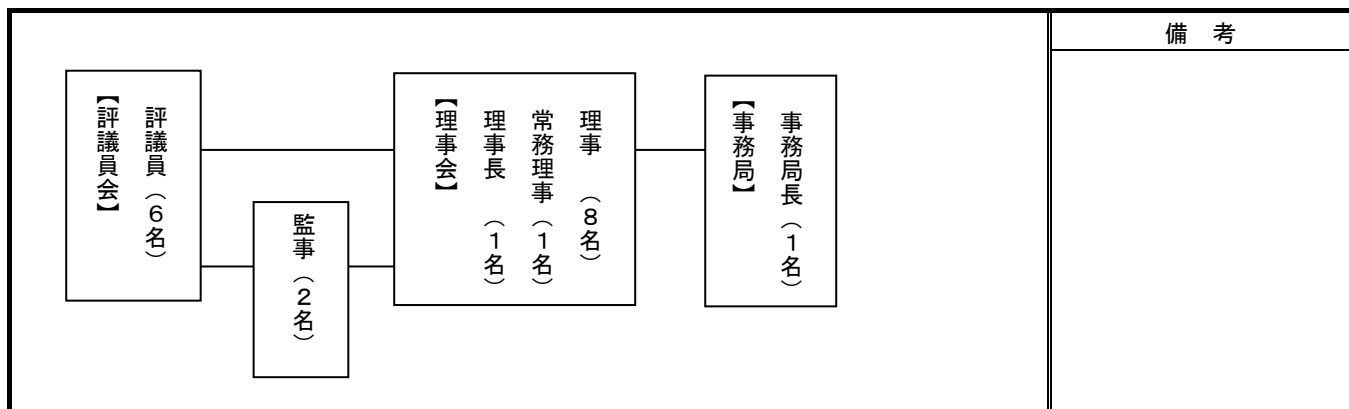 備 考
【評議員会】
評議員（６名）
監事（２名）
【理事会】
理事長 （１名）
常務理事（１名）
理事 （８名）
【事務局】
事務局長（１名）